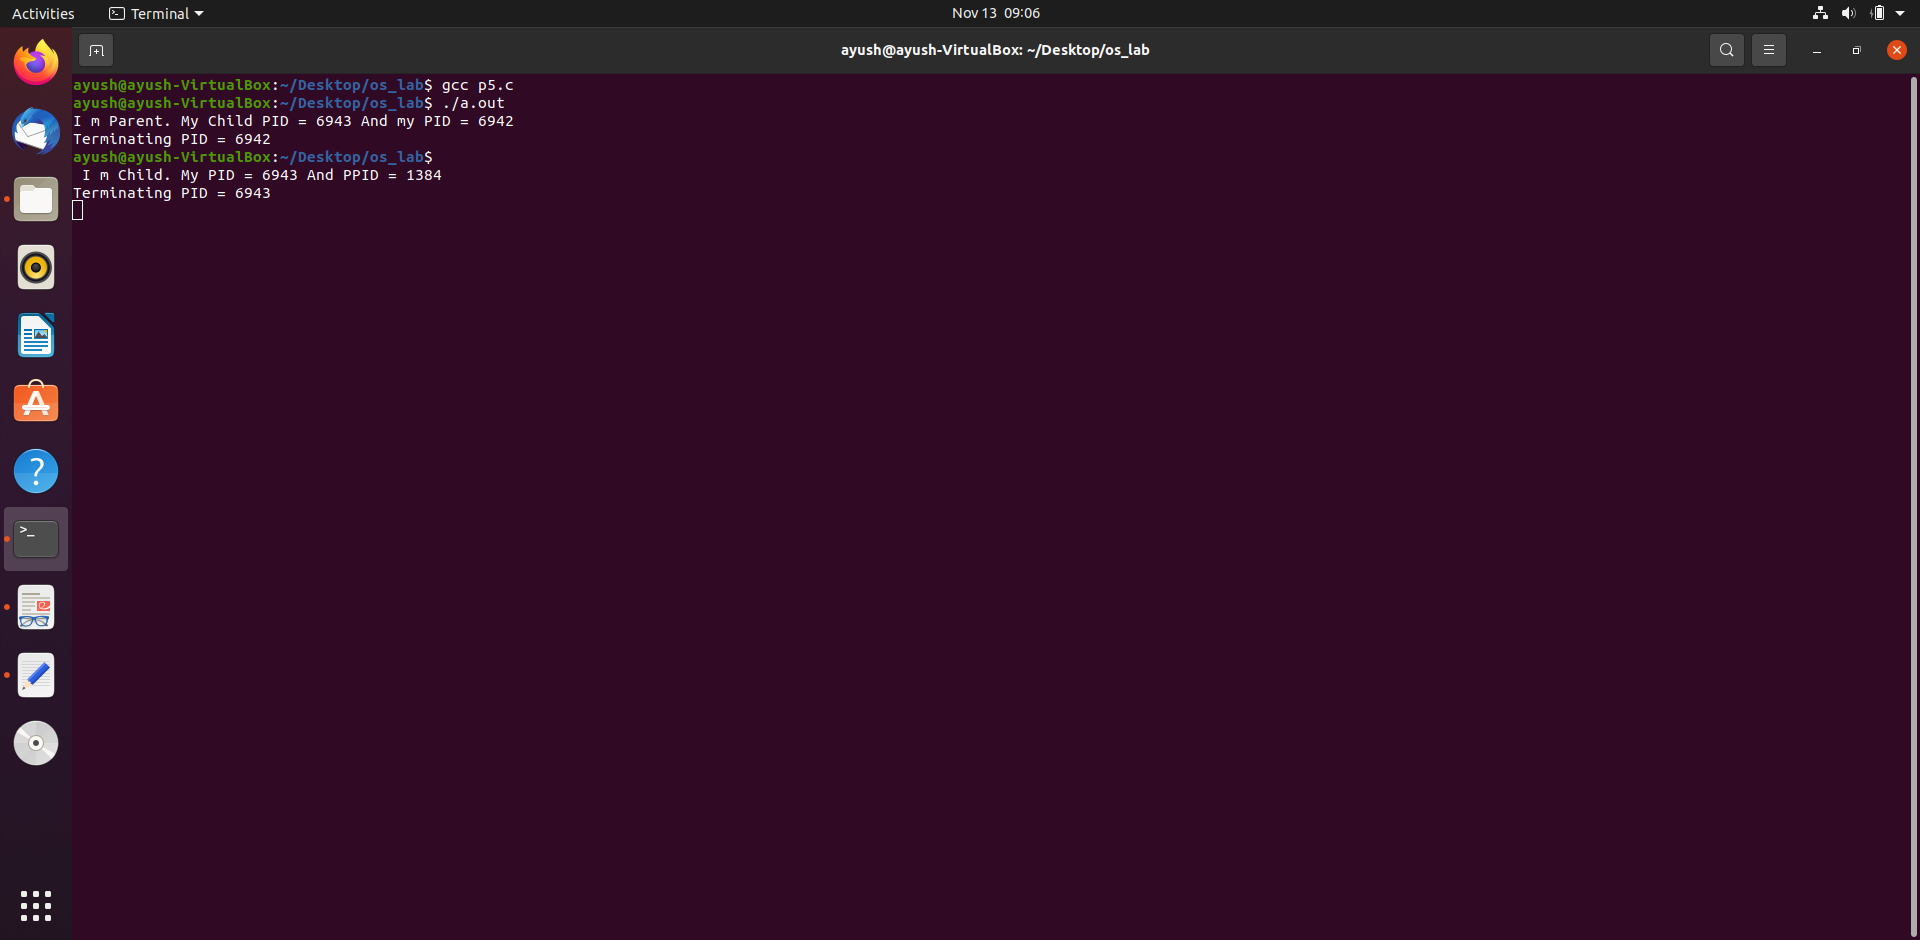 Activities
Terminal
Nov 13 09:06
ayush@ayush-VirtualBox: ~/Desktop/os_lab
ayush@ayush-VirtualBox:~/Desktop/os_lab$ gcc p5.c
ayush@ayush-VirtualBox:~/Desktop/os_lab$ ./a.out
I m Parent. My Child PID = 6943 And my PID = 6942
Terminating PID = 6942
ayush@ayush-VirtualBox:~/Desktop/os_lab$
 I m Child. My PID = 6943 And PPID = 1384
Terminating PID = 6943